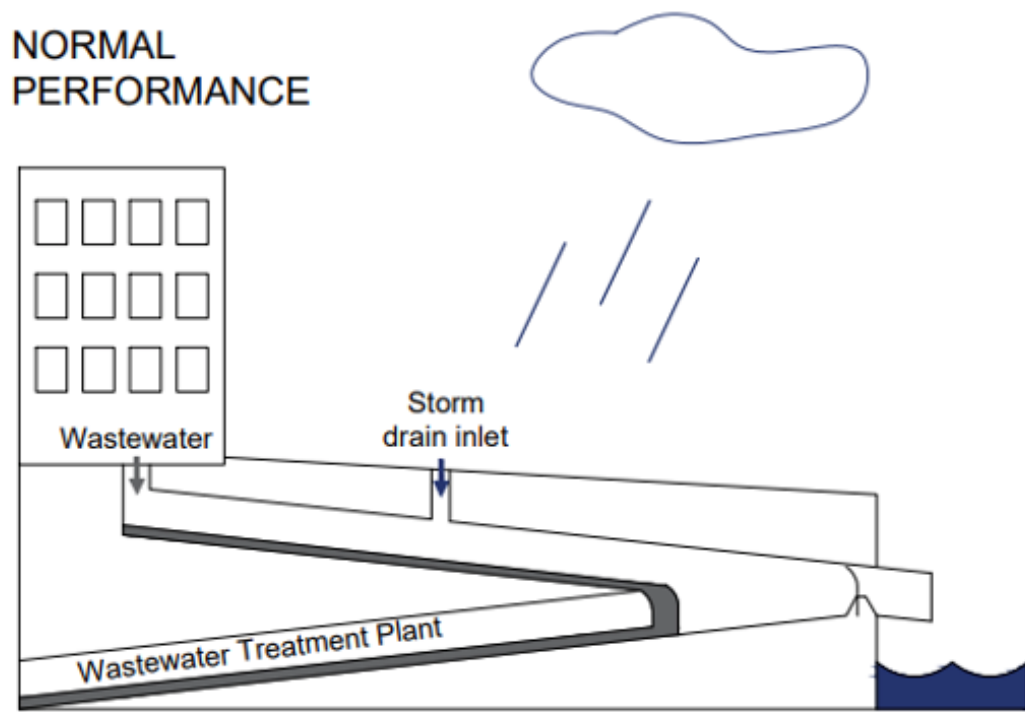 NORMAL
PERFORMANCE
Wastewater
Storm
drain inlet
Wastewater Treatment Plant